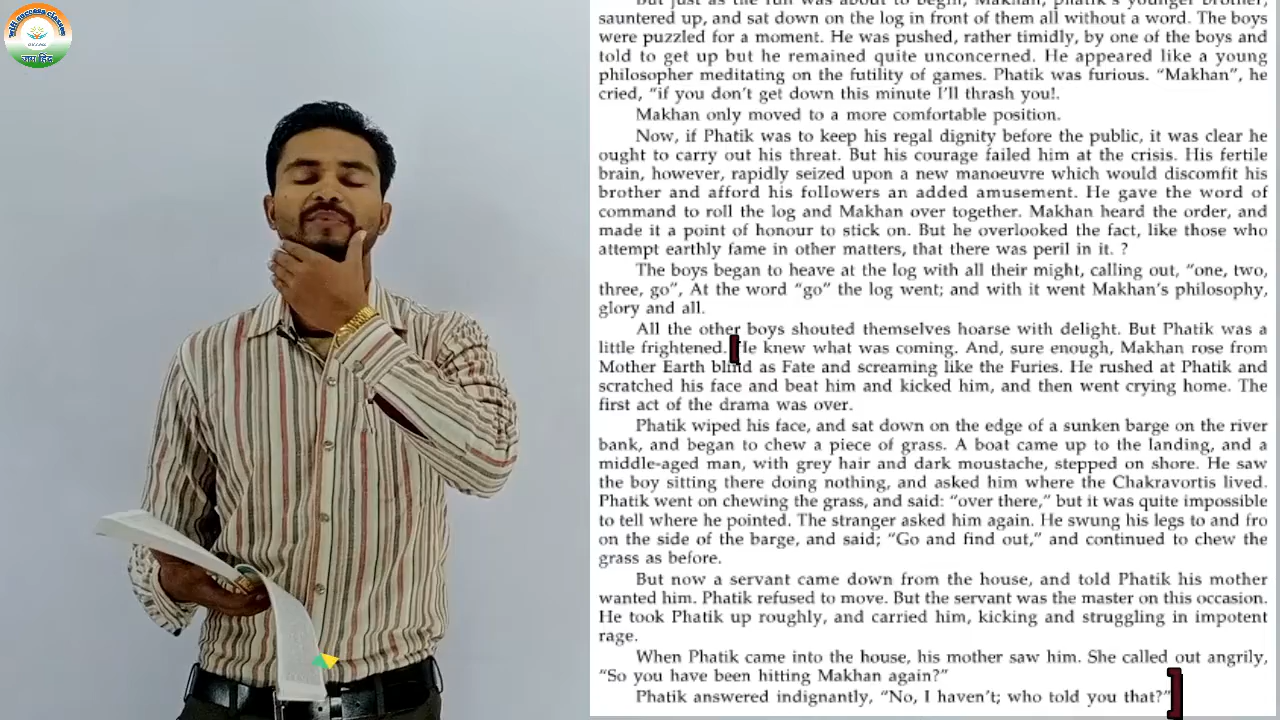 SUCCESS
जय हिंद
But just as the fun was about to begin, Makhan, phatik's younger brother,
sauntered up, and sat down on the log in front of them all without a word. The boys
were puzzled for a moment. He was pushed, rather timidly, by one of the boys and
told to get up but he remained quite unconcerned. He appeared like a young
philosopher meditating on the futility of games. Phatik was furious. “Makhan”, he
cried, “if you don't get down this minute I'll thrash you!.
Makhan only moved to a more comfortable position.
Now, if Phatik was to keep his regal dignity before the public, it was clear he
ought to carry out his threat. But his courage failed him at the crisis. His fertile
brain, however, rapidly seized upon a new manoeuvre which would discomfit his
brother and afford his followers an added amusement. He gave the word of
command to roll the log and Makhan over together. Makhan heard the order, and
made it a point of honour to stick on. But he overlooked the fact, like those who
attempt earthly fame in other matters, that there was peril in it. ?
The boys began to heave at the log with all their might, calling out, “one, two,
three, go”, At the word “go” the log went; and with it went Makhan's philosophy,
glory and all.
All the other boys shouted themselves hoarse with delight. But Phatik was a
little frightened. [He knew what was coming. And, sure enough, Makhan rose from
Mother Earth blind as Fate and screaming like the Furies. He rushed at Phatik and
scratched his face and beat him and kicked him, and then went crying home. The
first act of the drama was over.
Phatik wiped his face, and sat down on the edge of a sunken barge on the river
bank, and began to chew a piece of grass. A boat came up to the landing, and a
middle-aged man, with grey hair and dark moustache, stepped on shore. He saw
the boy sitting there doing nothing, and asked him where the Chakravortis lived.
Phatik went on chewing the grass, and said: “over there,” but it was quite impossible
to tell where he pointed. The stranger asked him again. He swung his legs to and fro
on the side of the barge, and said; “Go and find out,” and continued to chew the
grass as before.
But now a servant came down from the house, and told Phatik his mother
wanted him. Phatik refused to move. But the servant was the master on this occasion.
He took Phatik up roughly, and carried him, kicking and struggling in impotent
rage.
When Phatik came into the house, his mother saw him. She called out angrily,
“So you have been hitting Makhan again?”
Phatik answered indignantly, “No, I haven't; who told you that?”]